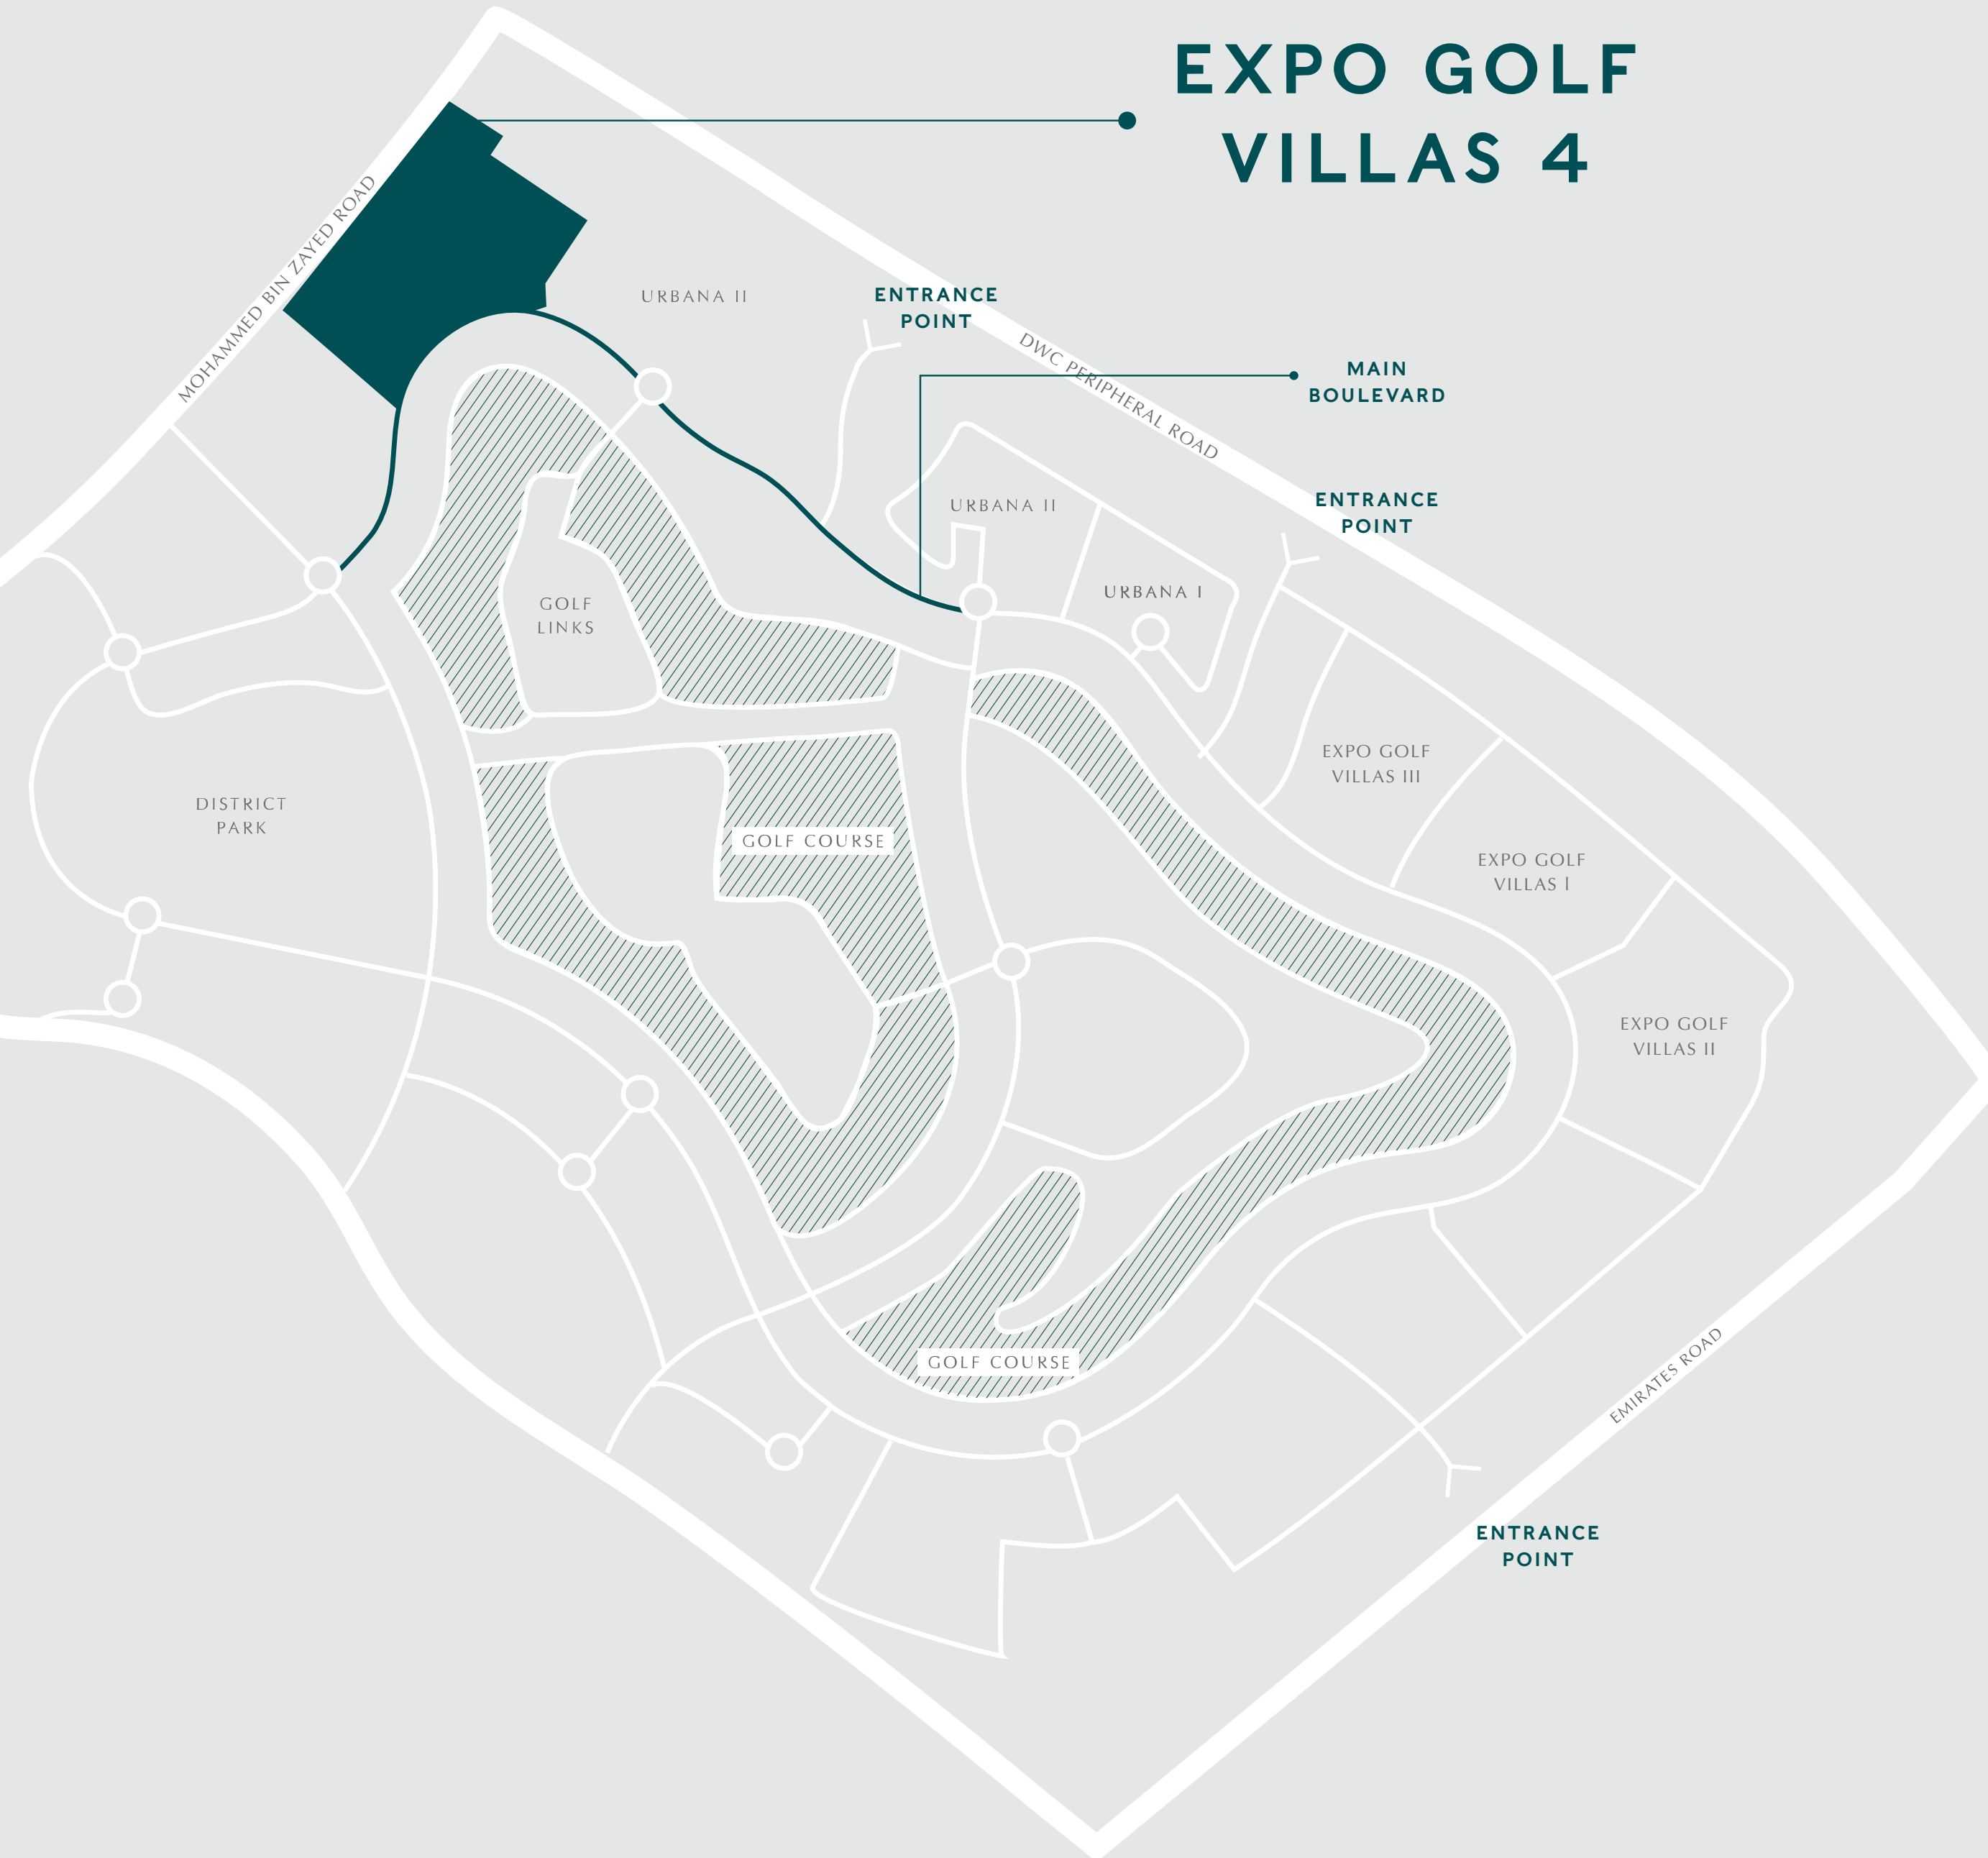 EXPO GOLF
VILLAS 4
MOHAMMED BIN ZAYED ROAD
URBANA II
ENTRANCE
POINT
DWC PERIPHERAL ROAD
MAIN
BOULEVARD
URBANA II
ENTRANCE
POINT
URBANA I
GOLF
LINKS
EXPO GOLF
VILLAS III
DISTRICT
PARK
GOLF COURSE
EXPO GOLF
VILLAS I
EXPO GOLF
VILLAS II
GOLF COURSE
EMIRATES ROAD
ENTRANCE
POINT